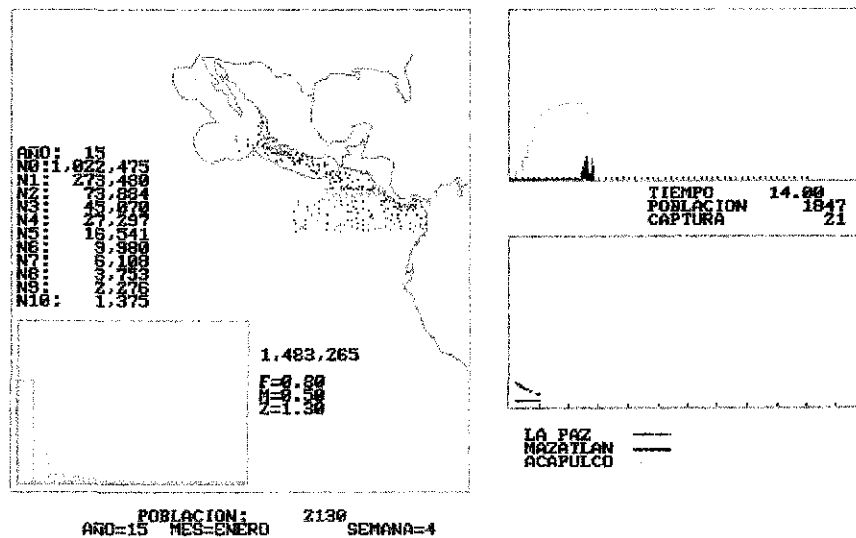 AÑO: 15
N0:1,022,475
N1: 273,480
N2: 73,884
N3: 45,070
N4: 27,297
N5: 16,541
N6: 9,980
N7: 6,108
N8: 3,753
N9: 2,276
N10: 1,375
1,483,265
F=0.80
M=0.50
Z=1.30
POBLACION: 2130
AÑO=15 MES=ENERO SEMANA=4
TIEMPO 14.00
POBLACION 1847
CAPTURA 21
LA PAZ
MAZATLAN
ACAPULCO